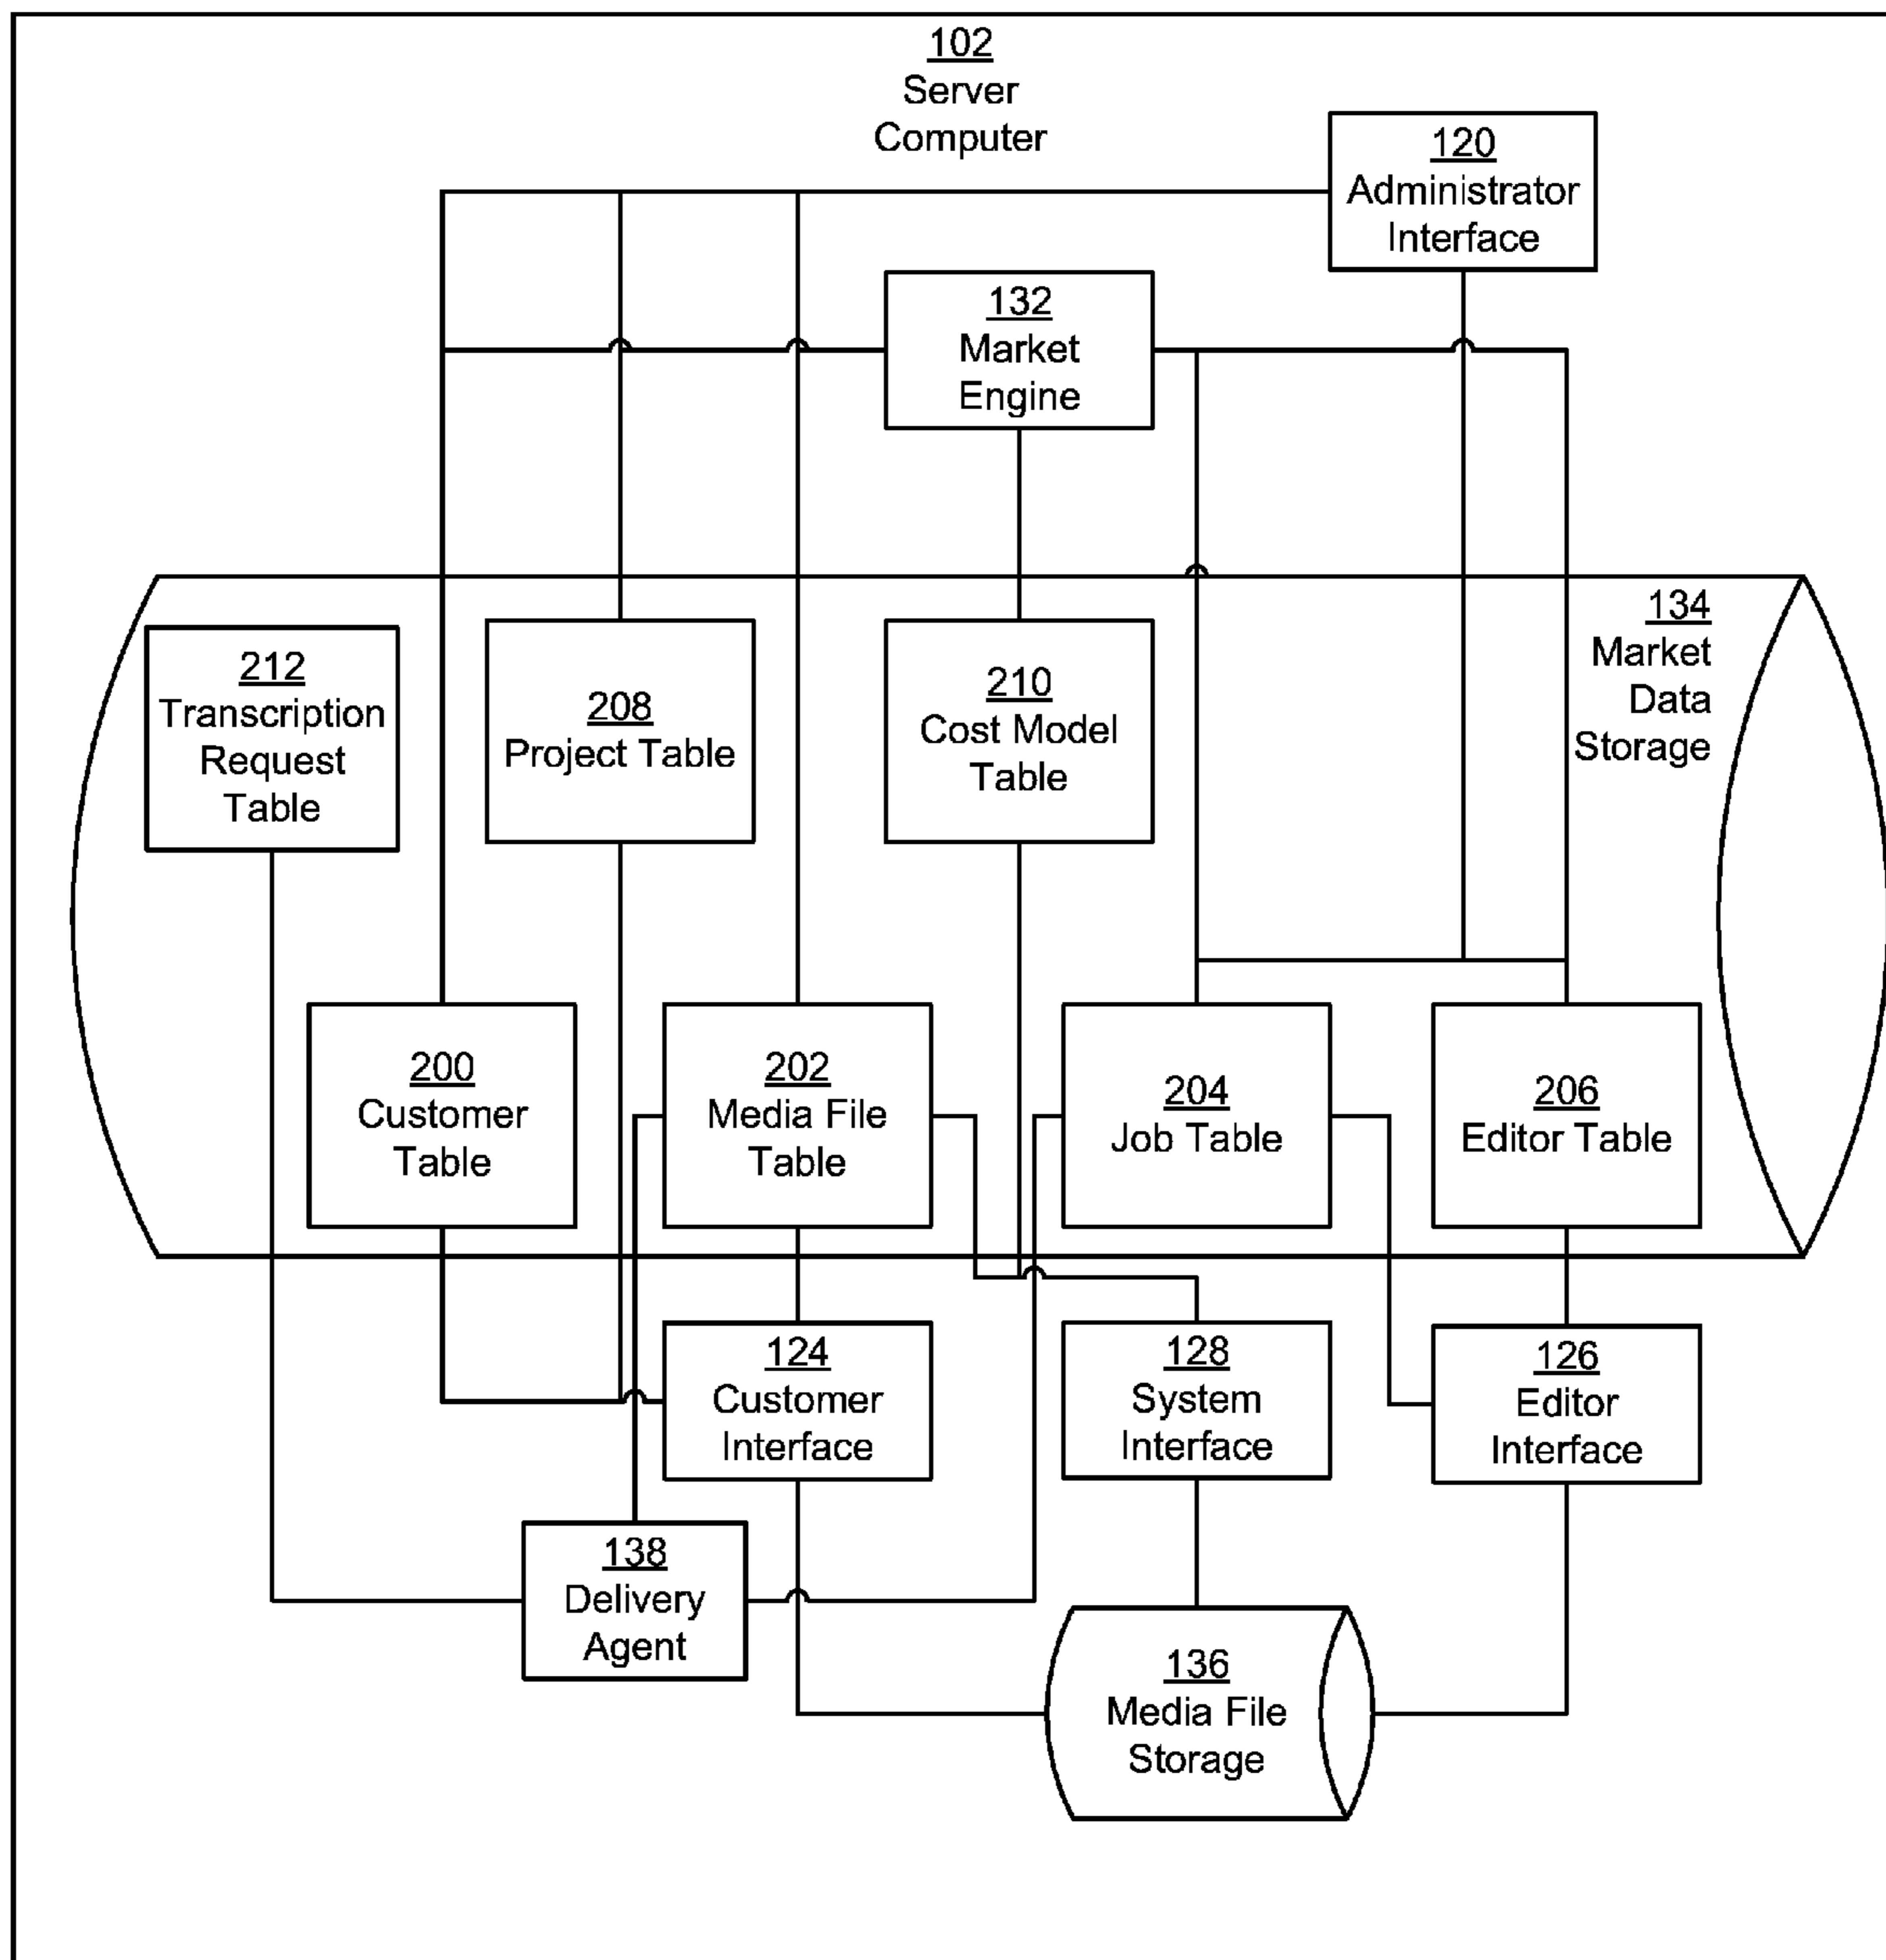 102
Server
Computer
120
Administrator
Interface
132
Market
Engine
134
Market
Data
Storage
212
Transcription
Request
Table
208
Project Table
210
Cost Model
Table
200
Customer
Table
202
Media File
Table
204
Job Table
206
Editor Table
124
Customer
Interface
128
System
Interface
126
Editor
Interface
138
Delivery
Agent
136
Media File
Storage